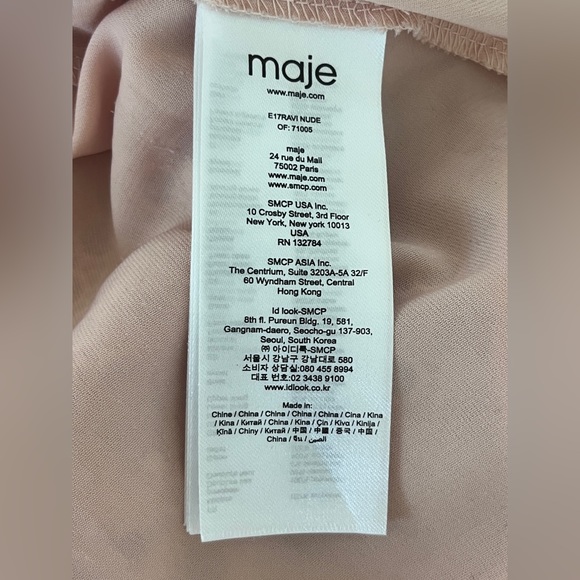 maje
www.maje.com
E17RAVI NUDE
OF: 71005
maje
24 rue du Mail
75002 Paris
www.maje.com
www.smcp.com
SMCP USA Inc.
10 Crosby Street, 3rd Floor
New York, New york 10013
USA
RN 132784
SMCP ASIA Inc.
The Centrium, Suite 3203A-5A 32/F
60 Wyndham Street, Central
Hong Kong
Id look-SMCP
8th fl. Pureun Bldg. 19, 581,
Gangnam-daero, Seocho-gu 137-903,
Seoul, South Korea
㈜ 아이디룩-SMCP
서울시 강남구 강남대로 580
소비자 상담실:080 455 8994
대표 번호:02 3438 9100
www.idlook.co.kr
Made in:
Chine / China / China / China / China / Cina / Kina
/ Kina / Китай / China / Kina / Çin / Κίνα / Kinija /
Ķīnā / Chiny / Китай / 中国 / 中國 / 중국 / 中国 /
China / จีน / الصين